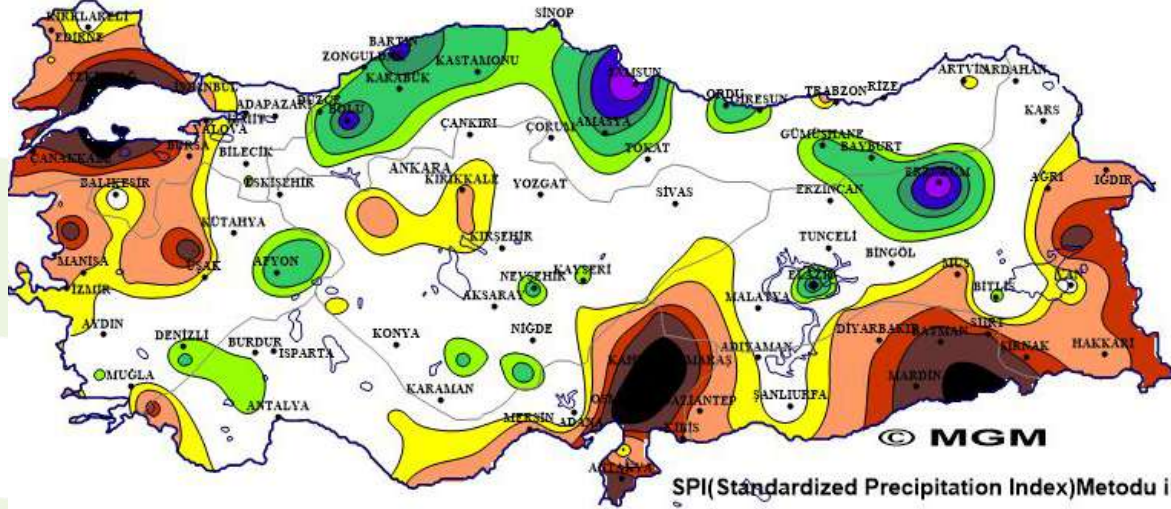 SİNOP
KIRKLARELİ
EDİRNE
BARTIN
ZONGULDAK
KASTAMONU
KARABÜK
SAMSUN
ARTVİN ARDAHAN
TRABZON RİZE
ORDU GİRESUN
KARS
İSTANBUL
ADAPAZARI
DÜZCE
BOLU
YALOVA
ÇANKIRI
ÇORUM
AMASYA
GÜMÜŞHANE
BAYBURT
ÇANAKKALE
BURSA
BİLECİK
TOKAT
ANKARA
KIRIKKALE
YOZGAT
SİVAS
ERZİNCAN
ERZURUM
AĞRI
IĞDIR
BALIKESİR
ESKİŞEHİR
KÜTAHYA
KIRŞEHİR
TUNCELİ
BİNGÖL
MANİSA
UŞAK
AFYON
NEVŞEHİR
KAYSERİ
ELAZIĞ
MUŞ
VAN
BİTLİS
İZMİR
AKSARAY
MALATYA
AYDIN
DENİZLİ
BURDUR
ISPARTA
KONYA
NİĞDE
DİYARBAKIR
BATMAN
SİİRT
MARAŞ
ADIYAMAN
ŞIRNAK
HAKKARİ
MUĞLA
KARAMAN
MARDİN
ANTALYA
MERSİN
ADANA
GAZİANTEP
ŞANLIURFA
KİLİS
ANTAKYA
© MGM
SPI(Standardized Precipitation Index)Metodu i